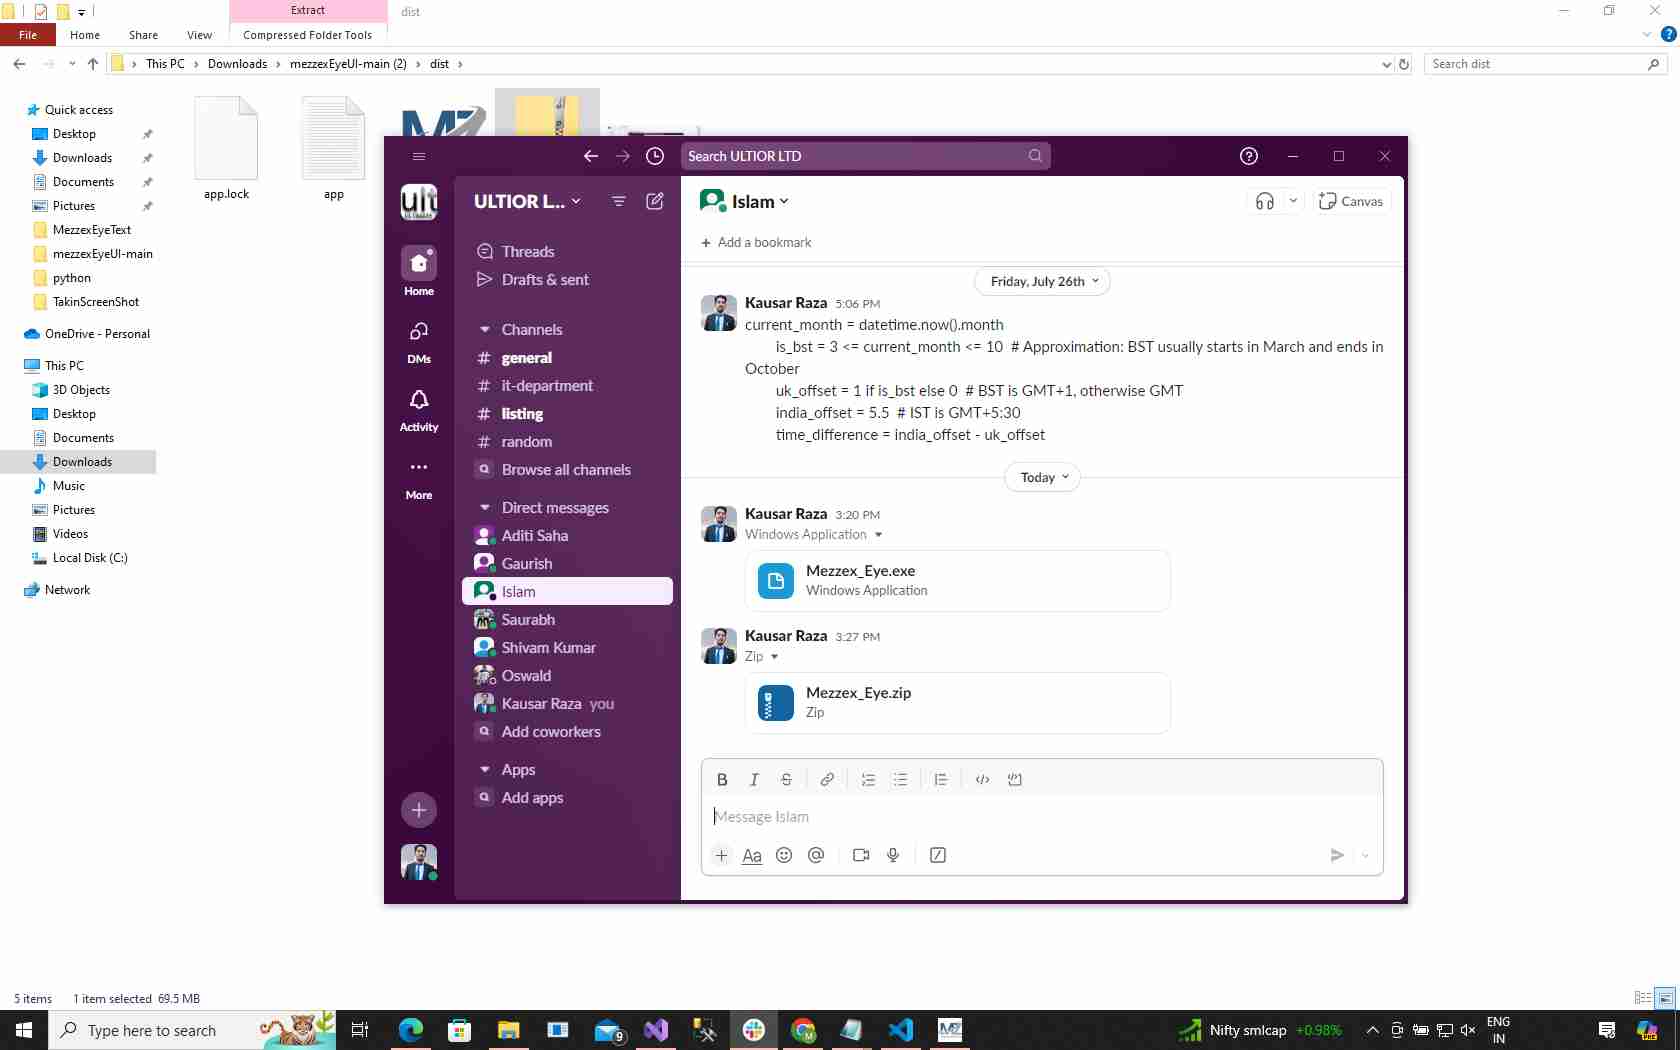 Extract
dist
File
Home
Share
View
Compressed Folder Tools
This PC
Downloads
mezzexEyeUI-main (2)
dist
Search dist
Quick access
Desktop
Downloads
Documents
Pictures
MezzexEyeText
mezzexEyeUI-main
python
TakinScreenShot
OneDrive - Personal
This PC
3D Objects
Desktop
Documents
Downloads
Music
Pictures
Videos
Local Disk (C:)
Network
app.lock
app
Search ULTIOR LTD
ult
ULTIOR L...
Home
DMs
Activity
More
Threads
Drafts & sent
Channels
# general
# it-department
# listing
# random
Browse all channels
Direct messages
Aditi Saha
Gaurish
Islam
Saurabh
Shivam Kumar
Oswald
Kausar Raza you
Add coworkers
Apps
Add apps
Islam
Canvas
+ Add a bookmark
Friday, July 26th
Kausar Raza 5:06 PM
current_month = datetime.now().month
is_bst = 3 <= current_month <= 10 # Approximation: BST usually starts in March and ends in
October
uk_offset = 1 if is_bst else 0 # BST is GMT+1, otherwise GMT
india_offset = 5.5 # IST is GMT+5:30
time_difference = india_offset - uk_offset
Today
Kausar Raza 3:20 PM
Windows Application
Mezzex_Eye.exe
Windows Application
Kausar Raza 3:27 PM
Zip
Mezzex_Eye.zip
Zip
B I S
Message Islam
+ Aa @
5 items
1 item selected 69.5 MB
Type here to search
9
Nifty smlcap +0.98%
ENG
IN